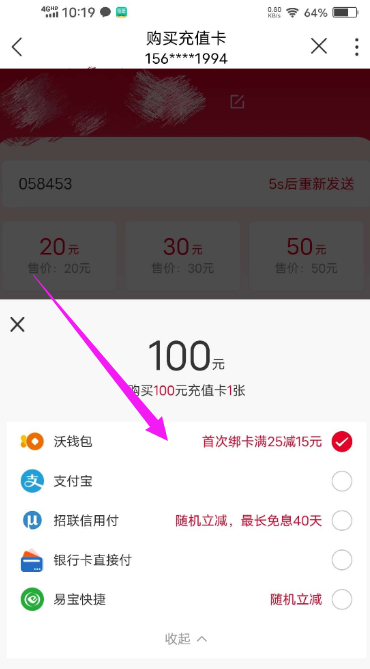 4GHD 10:19
0.80 KB/s 64%
购买充值卡
156****1994
058453 5s后重新发送
20元 30元 50元
售价：20元 售价：30元 售价：50元
100元
购买100元充值卡1张
沃钱包 首次绑卡满25减15元
支付宝
招联信用付 随机立减，最长免息40天
银行卡直接付
易宝快捷 随机立减
收起